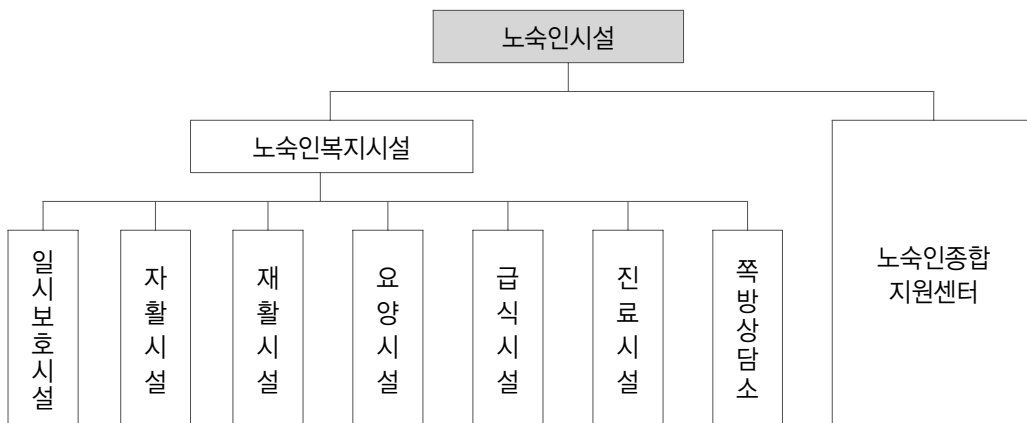 노숙인시설
노숙인복지시설
일시보호시설
자활시설
재활시설
요양시설
급식시설
진료시설
쪽방상담소
노숙인종합
지원센터